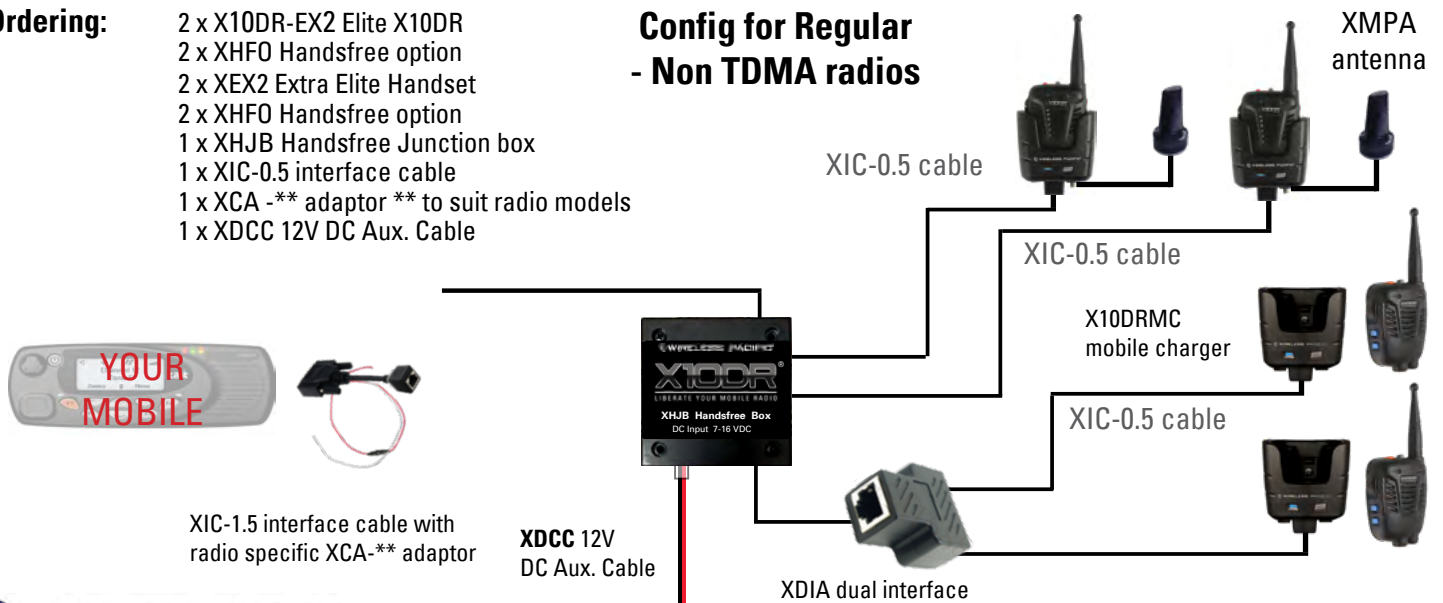 Ordering:
2 x X10DR-EX2 Elite X10DR
2 x XHFO Handsfree option
2 x XEX2 Extra Elite Handset
2 x XHFO Handsfree option
1 x XHJB Handsfree Junction box
1 x XIC-0.5 interface cable
1 x XCA -** adaptor ** to suit radio models
1 x XDCC 12V DC Aux. Cable
Config for Regular
- Non TDMA radios
XMPA
antenna
XIC-0.5 cable
XIC-0.5 cable
X10DRMC
mobile charger
XIC-0.5 cable
YOUR
MOBILE
WIRELESS PACIFIC
X10DR®
LIBERATE YOUR MOBILE RADIO
XHJB Handsfree Box
DC Input 7-16 VDC
XIC-1.5 interface cable with
radio specific XCA-** adaptor
XDCC 12V
DC Aux. Cable
XDIA dual interface